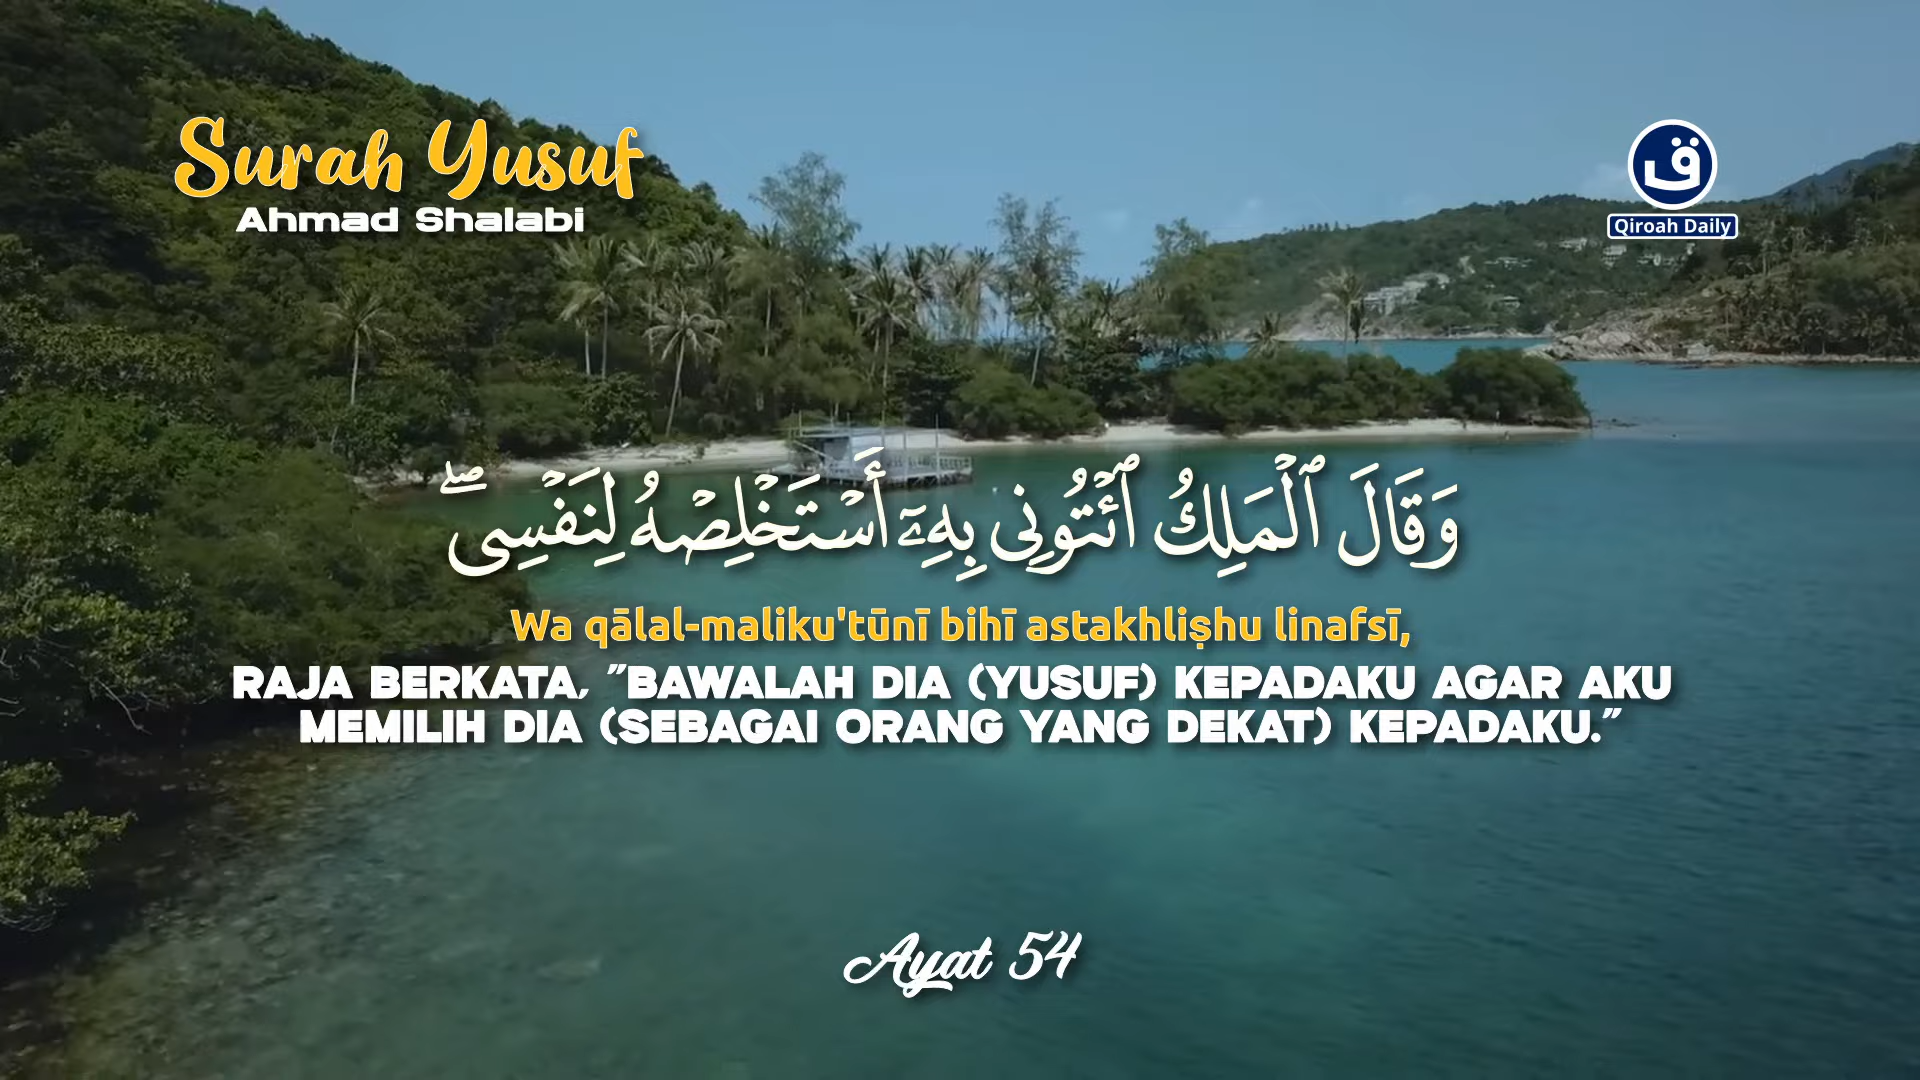 Surah Yusuf
Ahmad Shalabi
ق
Qiroah Daily
وَقَالَ ٱلْمَلِكُ ٱئْتُونِى بِهِۦٓ أَسْتَخْلِصْهُ لِنَفْسِى ۖ
Wa qālal-maliku'tūnī bihī astakhliṣhu linafsī,
RAJA BERKATA, "BAWALAH DIA (YUSUF) KEPADAKU AGAR AKU
MEMILIH DIA (SEBAGAI ORANG YANG DEKAT) KEPADAKU."
Ayat 54